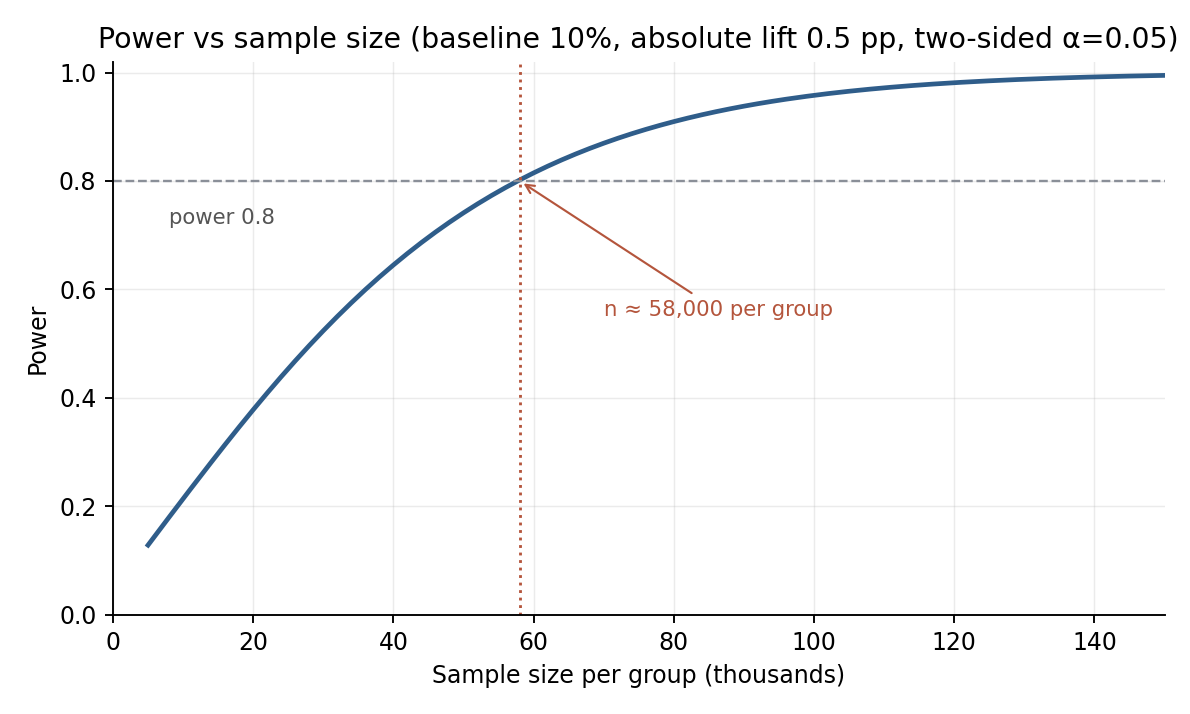 Power vs sample size (baseline 10%, absolute lift 0.5 pp, two-sided α=0.05)
1.0
0.8
power 0.8
0.6
n ≈ 58,000 per group
Power
0.4
0.2
0.0
0 20 40 60 80 100 120 140
Sample size per group (thousands)